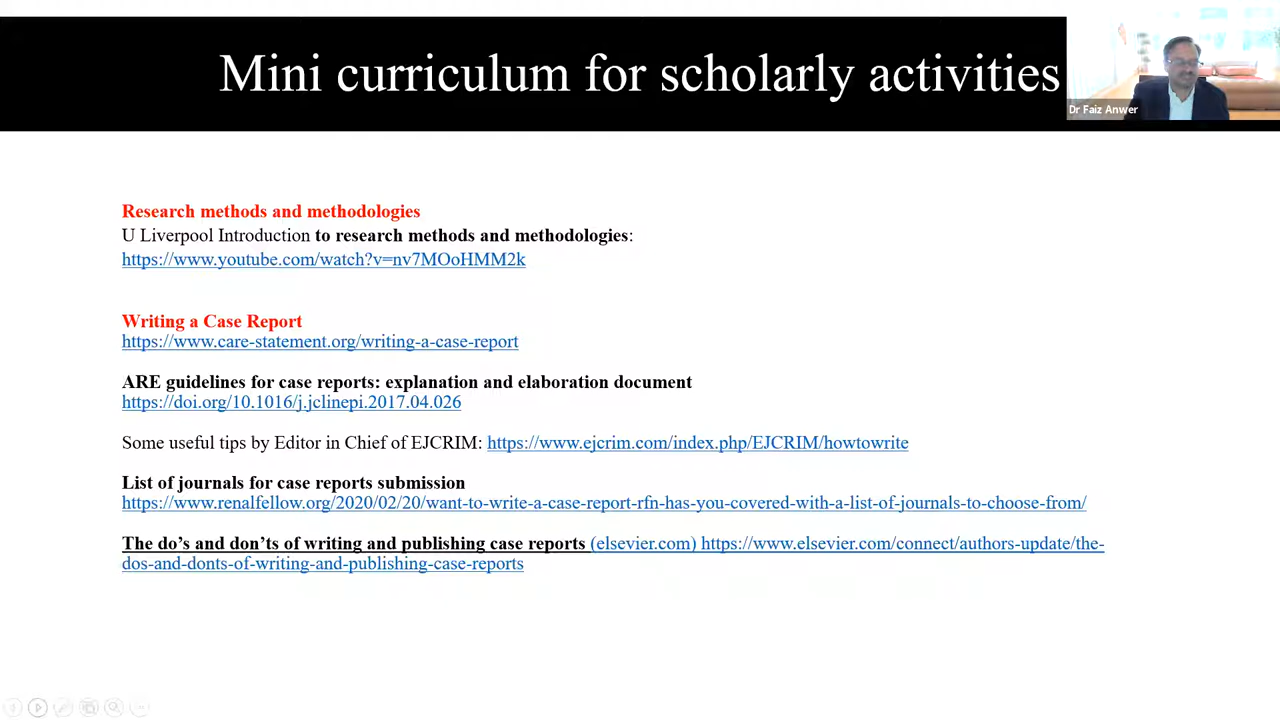 Mini curriculum for scholarly activities
Dr Faiz Anwer
Research methods and methodologies
U Liverpool Introduction to research methods and methodologies:
https://www.youtube.com/watch?v=nv7MOoHMM2k
Writing a Case Report
https://www.care-statement.org/writing-a-case-report
ARE guidelines for case reports: explanation and elaboration document
https://doi.org/10.1016/j.jclinepi.2017.04.026
Some useful tips by Editor in Chief of EJCRIM: https://www.ejcrim.com/index.php/EJCRIM/howtowrite
List of journals for case reports submission
https://www.renalfellow.org/2020/02/20/want-to-write-a-case-report-rfn-has-you-covered-with-a-list-of-journals-to-choose-from/
The do’s and don’ts of writing and publishing case reports (elsevier.com) https://www.elsevier.com/connect/authors-update/the-
dos-and-donts-of-writing-and-publishing-case-reports